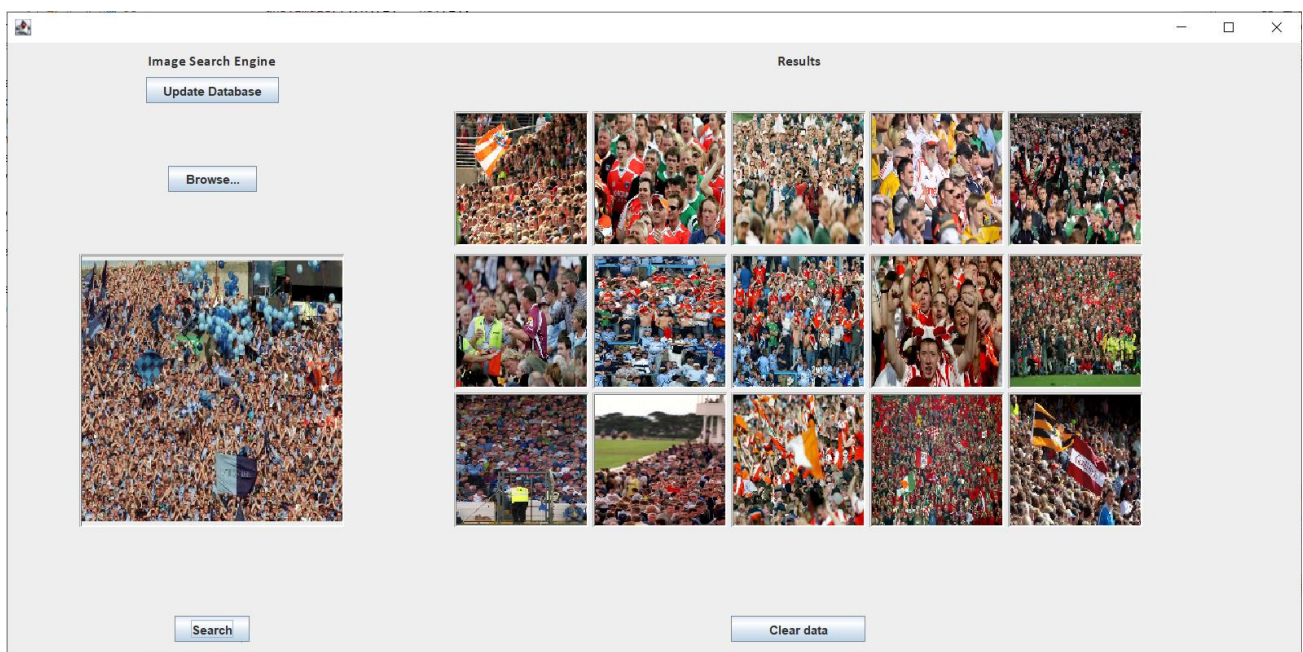 Image Search Engine
Results
Update Database
Browse...
Search
Clear data